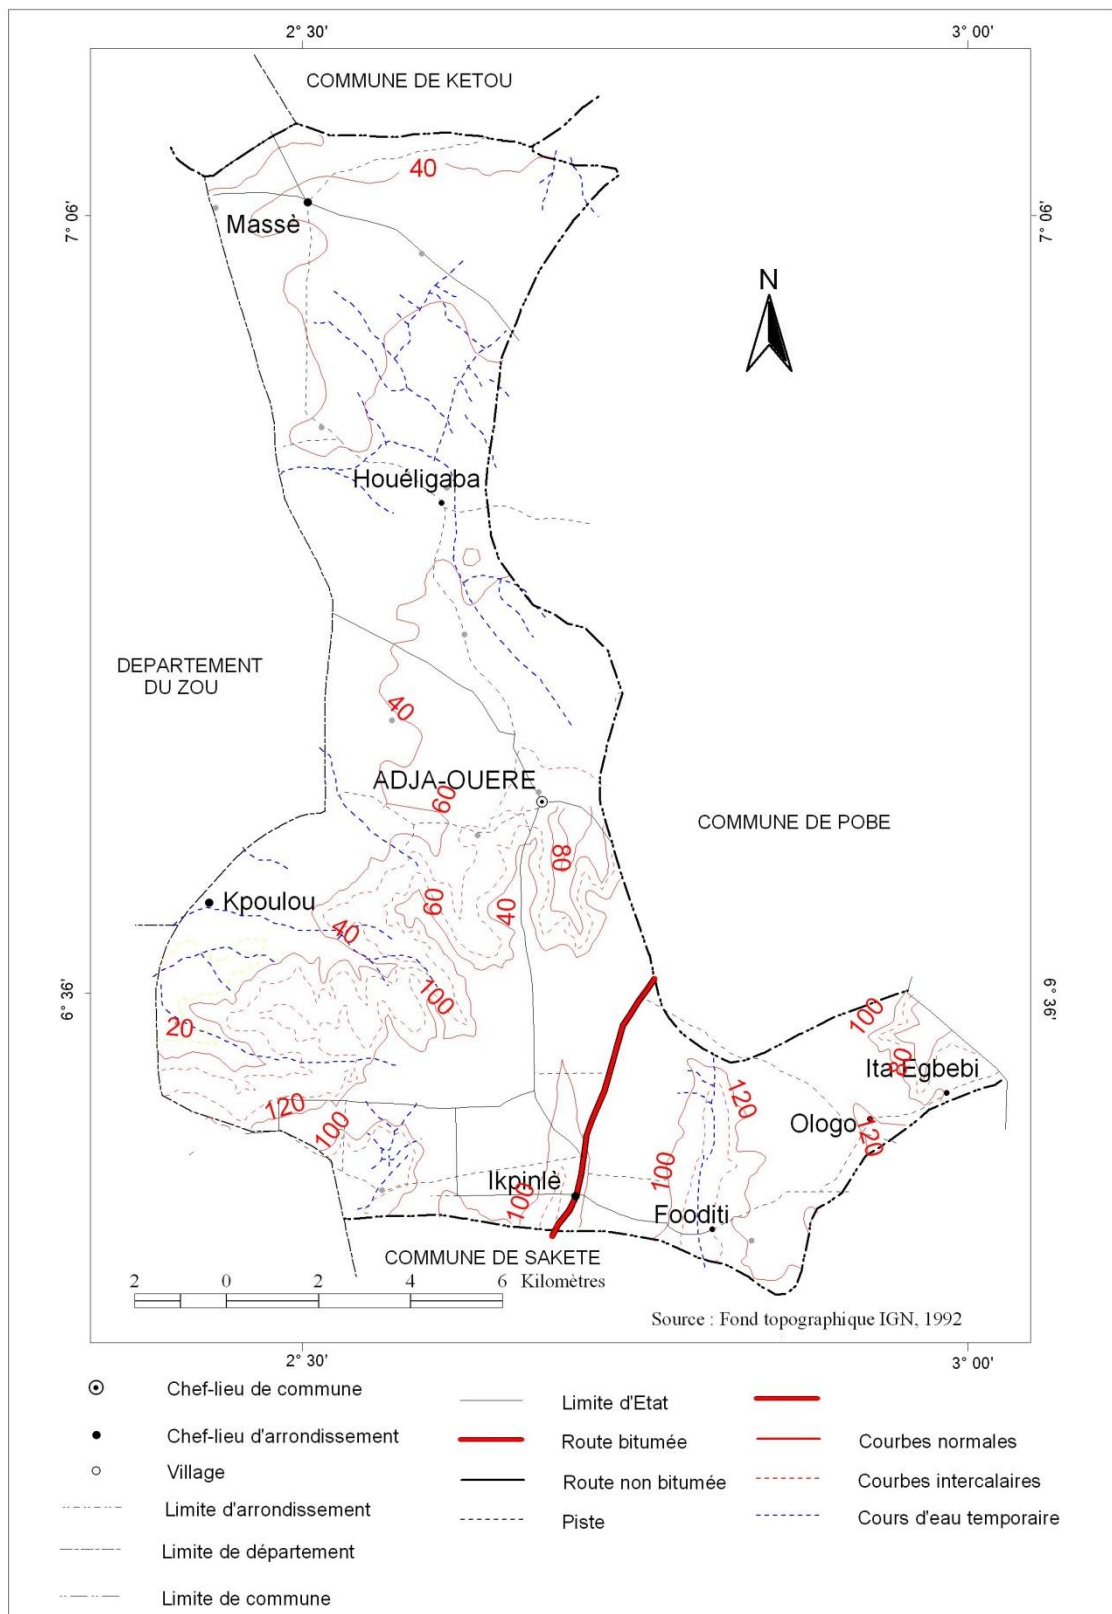 2° 30'
3° 00'
COMMUNE DE KETOU
40
7° 06'
7° 06'
Massè
N
Houéligaba
DEPARTEMENT
DU ZOU
40
ADJA-OUERE
60
COMMUNE DE POBE
80
60
40
Kpoulou
40
100
6° 36'
6° 36'
20
100
80
Ita Egbebi
120
120
100
Ologo
120
100
Ikpinlè
100
Fooditi
COMMUNE DE SAKETE
2 0 2 4 6 Kilomètres
Source : Fond topographique IGN, 1992
2° 30'
3° 00'
Chef-lieu de commune
Chef-lieu d'arrondissement
Village
Limite d'arrondissement
Limite de département
Limite de commune
Limite d'Etat
Route bitumée
Route non bitumée
Piste
Courbes normales
Courbes intercalaires
Cours d'eau temporaire